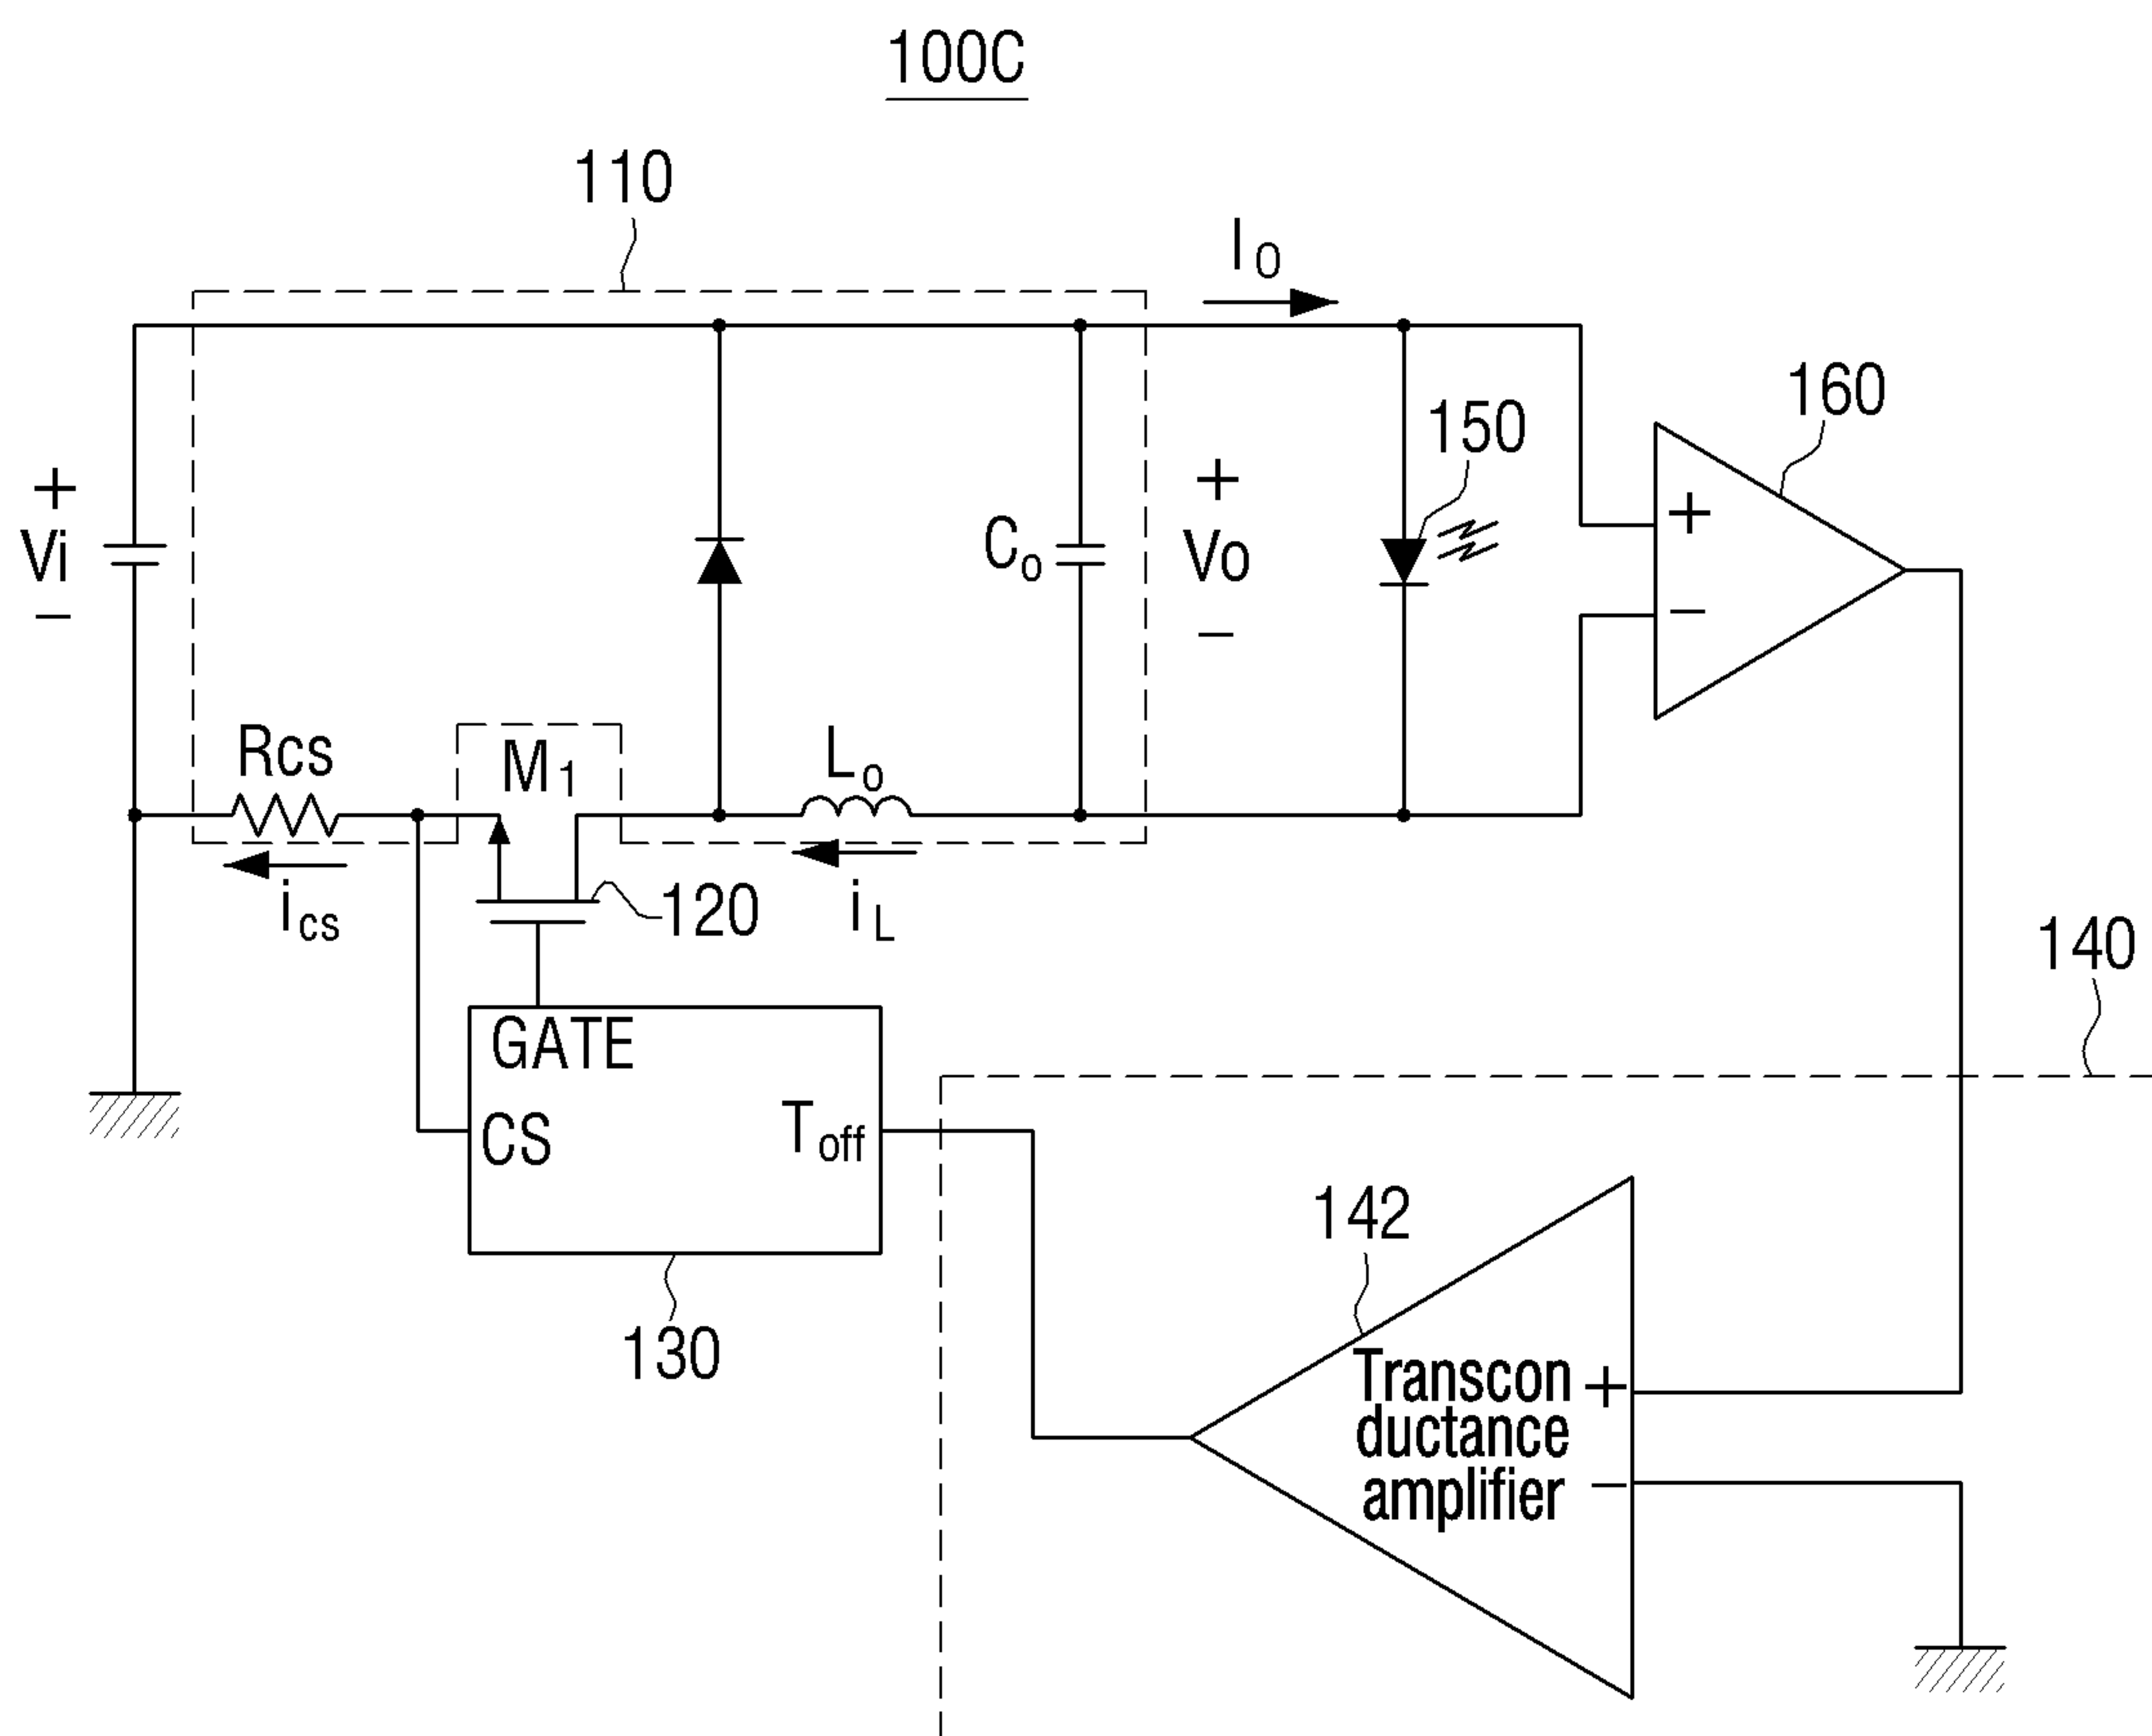 100C
110
I0
160
150
+
Vi
−
Co
+
Vo
−
+
−
Rcs
M1
Lo
ics
120
iL
140
GATE
CS
Toff
142
130
Transcon
ductance
amplifier
+
−